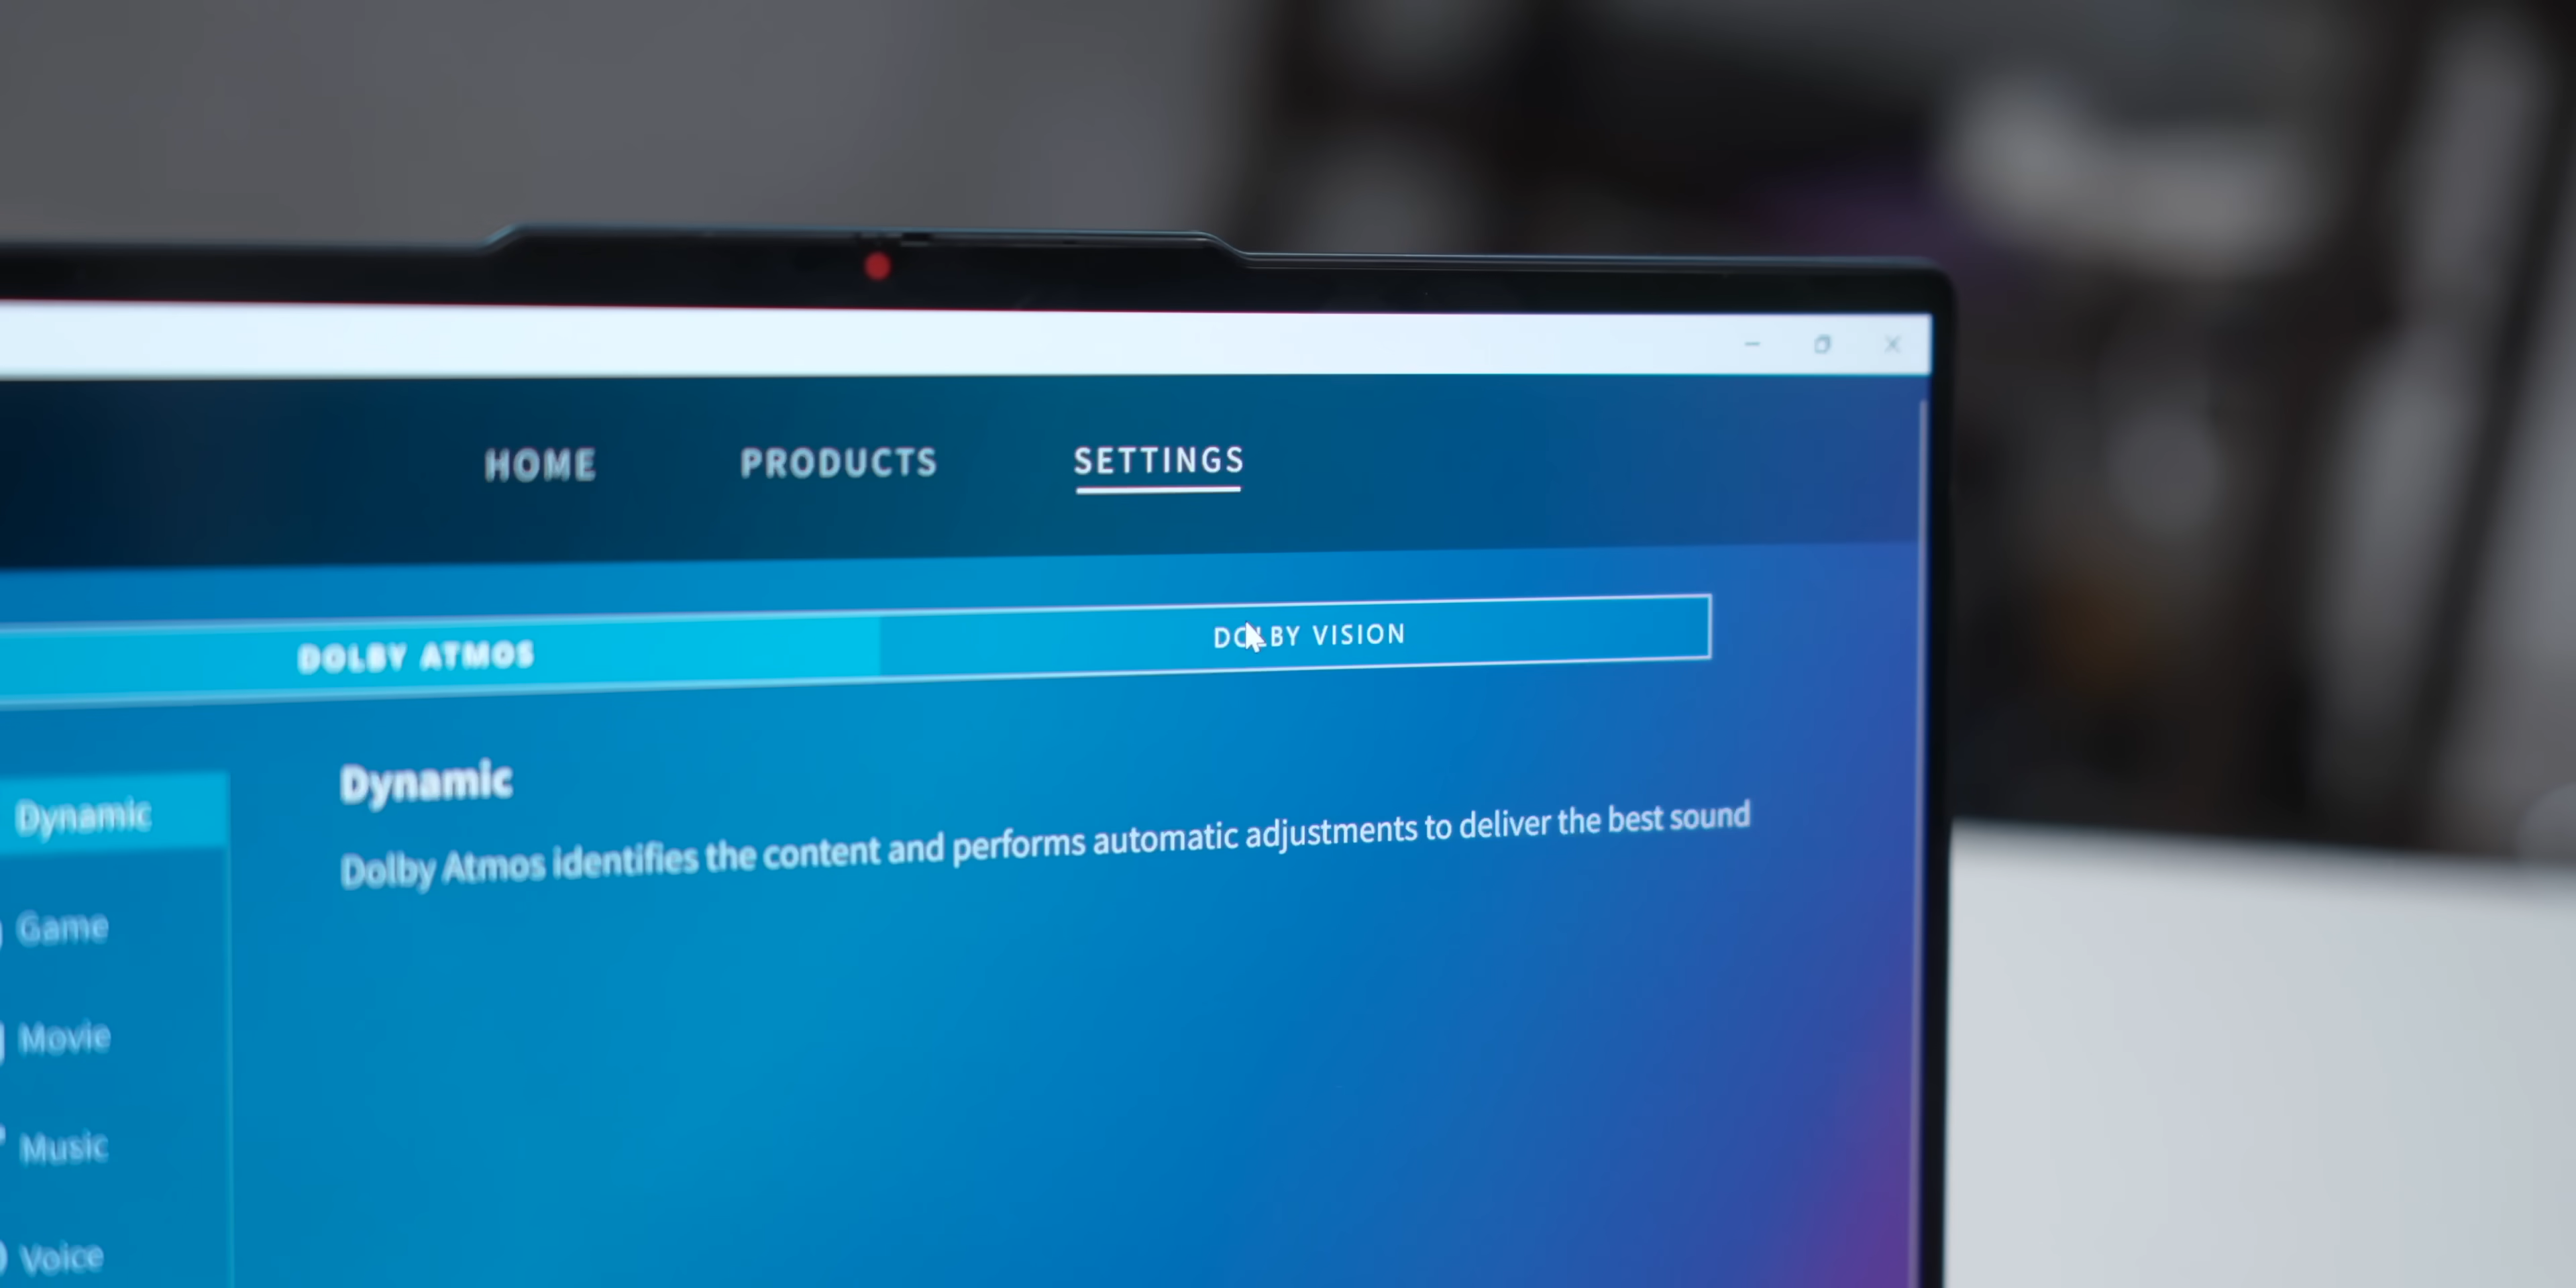 HOME PRODUCTS SETTINGS
DOLBY ATMOS DOLBY VISION
Dynamic
Dolby Atmos identifies the content and performs automatic adjustments to deliver the best sound
Dynamic
Game
Movie
Music
Voice